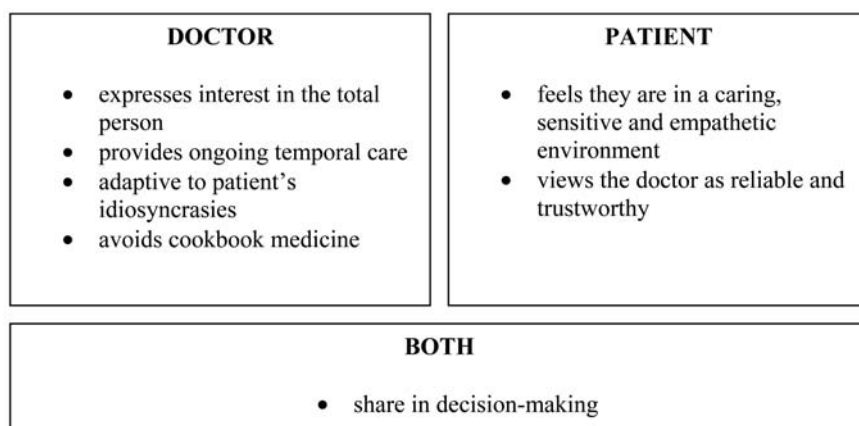 DOCTOR
• expresses interest in the total
person
• provides ongoing temporal care
• adaptive to patient's
idiosyncrasies
• avoids cookbook medicine
PATIENT
• feels they are in a caring,
sensitive and empathetic
environment
• views the doctor as reliable and
trustworthy
BOTH
• share in decision-making